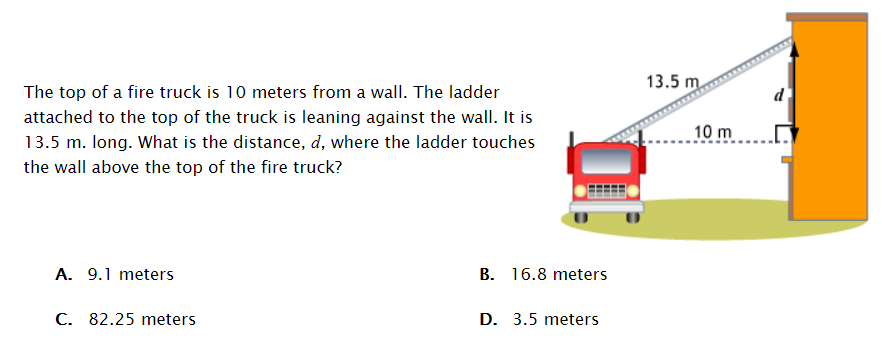 The top of a fire truck is 10 meters from a wall. The ladder
attached to the top of the truck is leaning against the wall. It is
13.5 m. long. What is the distance, d, where the ladder touches
the wall above the top of the fire truck?
13.5 m
d
10 m
A. 9.1 meters
B. 16.8 meters
C. 82.25 meters
D. 3.5 meters